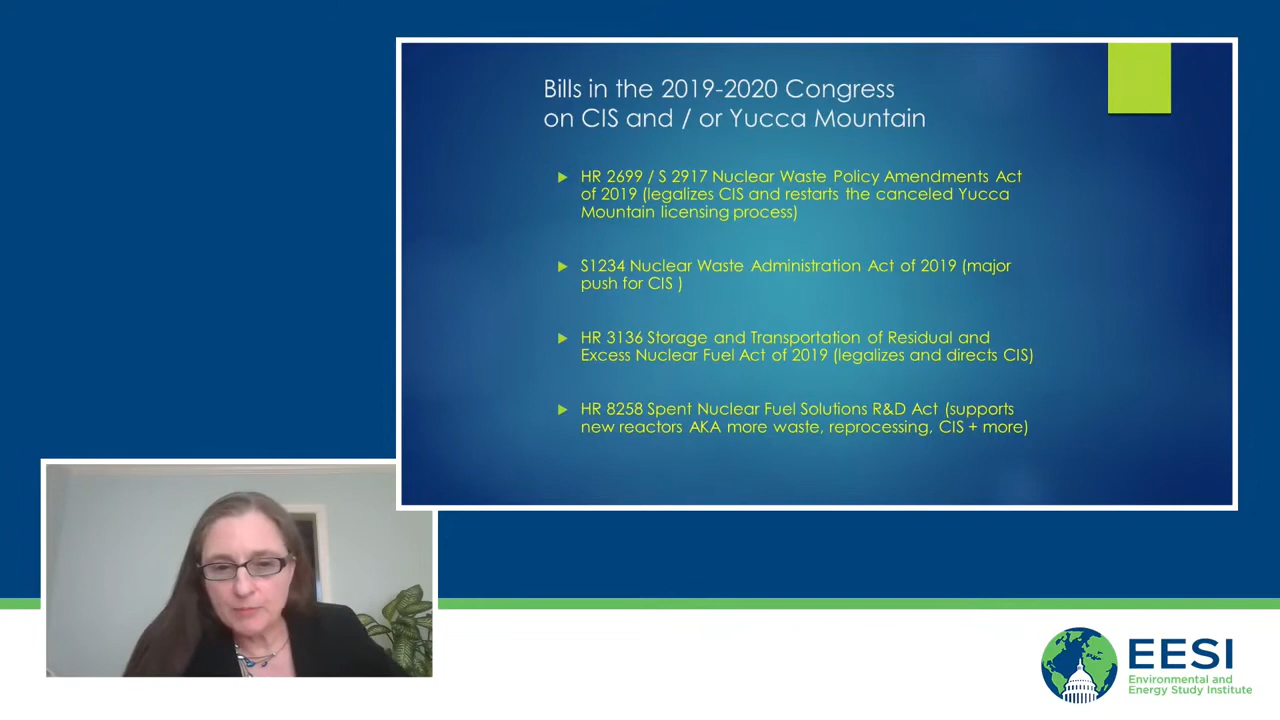 Bills in the 2019-2020 Congress
on CIS and / or Yucca Mountain
HR 2699 / S 2917 Nuclear Waste Policy Amendments Act
of 2019 (legalizes CIS and restarts the canceled Yucca
Mountain licensing process)
S1234 Nuclear Waste Administration Act of 2019 (major
push for CIS )
HR 3136 Storage and Transportation of Residual and
Excess Nuclear Fuel Act of 2019 (legalizes and directs CIS)
HR 8258 Spent Nuclear Fuel Solutions R&D Act (supports
new reactors AKA more waste, reprocessing, CIS + more)
EESI
Environmental and
Energy Study Institute